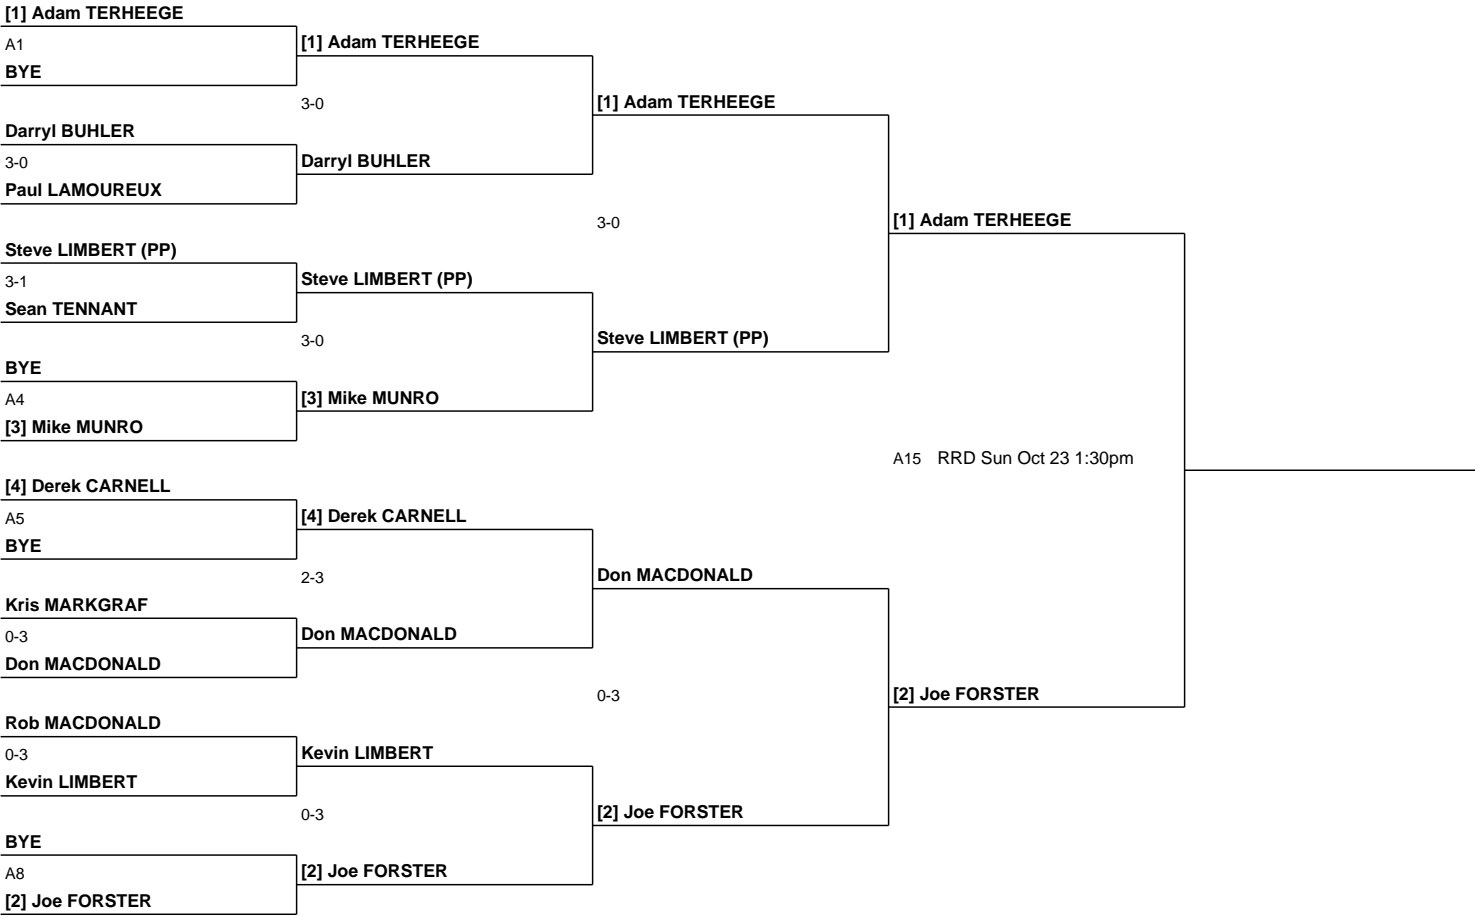 [1] Adam TERHEEGE
A1
[1] Adam TERHEEGE
BYE
3-0
[1] Adam TERHEEGE
Darryl BUHLER
3-0
Darryl BUHLER
Paul LAMOUREUX
3-0
[1] Adam TERHEEGE
Steve LIMBERT (PP)
3-1
Steve LIMBERT (PP)
Sean TENNANT
3-0
Steve LIMBERT (PP)
BYE
A4
[3] Mike MUNRO
[3] Mike MUNRO
A15 RRD Sun Oct 23 1:30pm
[4] Derek CARNELL
A5
[4] Derek CARNELL
BYE
2-3
Don MACDONALD
Kris MARKGRAF
0-3
Don MACDONALD
Don MACDONALD
0-3
[2] Joe FORSTER
Rob MACDONALD
0-3
Kevin LIMBERT
Kevin LIMBERT
0-3
[2] Joe FORSTER
BYE
A8
[2] Joe FORSTER
[2] Joe FORSTER